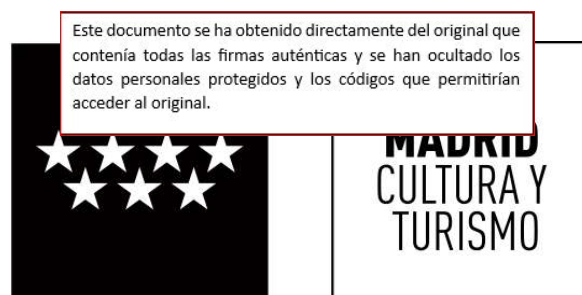 Este documento se ha obtenido directamente del original que
contenía todas las firmas auténticas y se han ocultado los
datos personales protegidos y los códigos que permitirían
acceder al original.
MADRID
CULTURA Y
TURISMO